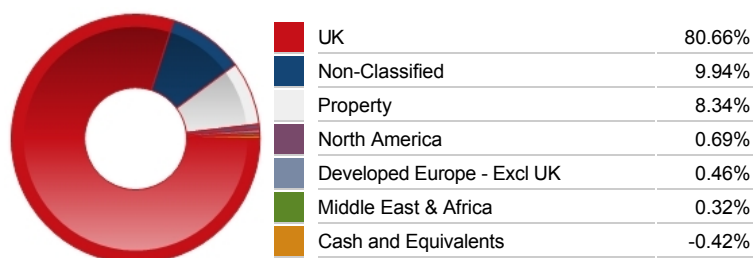 UK 80.66%
Non-Classified 9.94%
Property 8.34%
North America 0.69%
Developed Europe - Excl UK 0.46%
Middle East & Africa 0.32%
Cash and Equivalents -0.42%